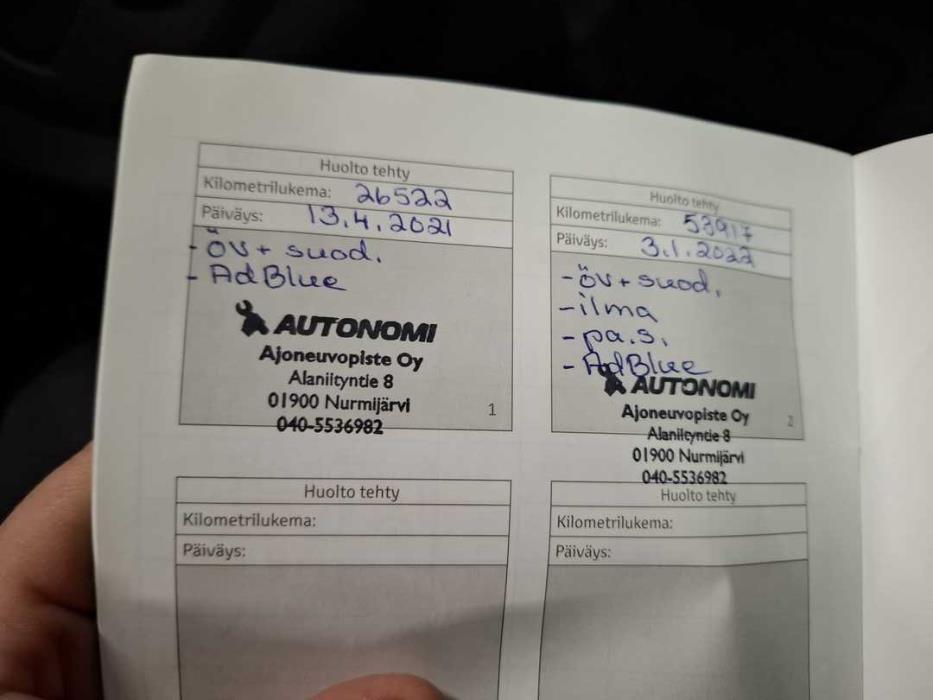 Huolto tehty
Kilometrilukema: 26522
Päiväys: 13.4.2021
- öv + suod.
- AdBlue
AUTONOMI
Ajoneuvopiste Oy
Alaniityntie 8
01900 Nurmijärvi
040-5536982
1
Huolto tehty
Kilometrilukema: 53917
Päiväys: 3.1.2022
- öv + suod.
- ilma
- pa.s.
- AdBlue
AUTONOMI
Ajoneuvopiste Oy
Alaniityntie 8
2
01900 Nurmijärvi
040-5536982
Huolto tehty
Kilometrilukema:
Päiväys:
Huolto tehty
Kilometrilukema:
Päiväys: